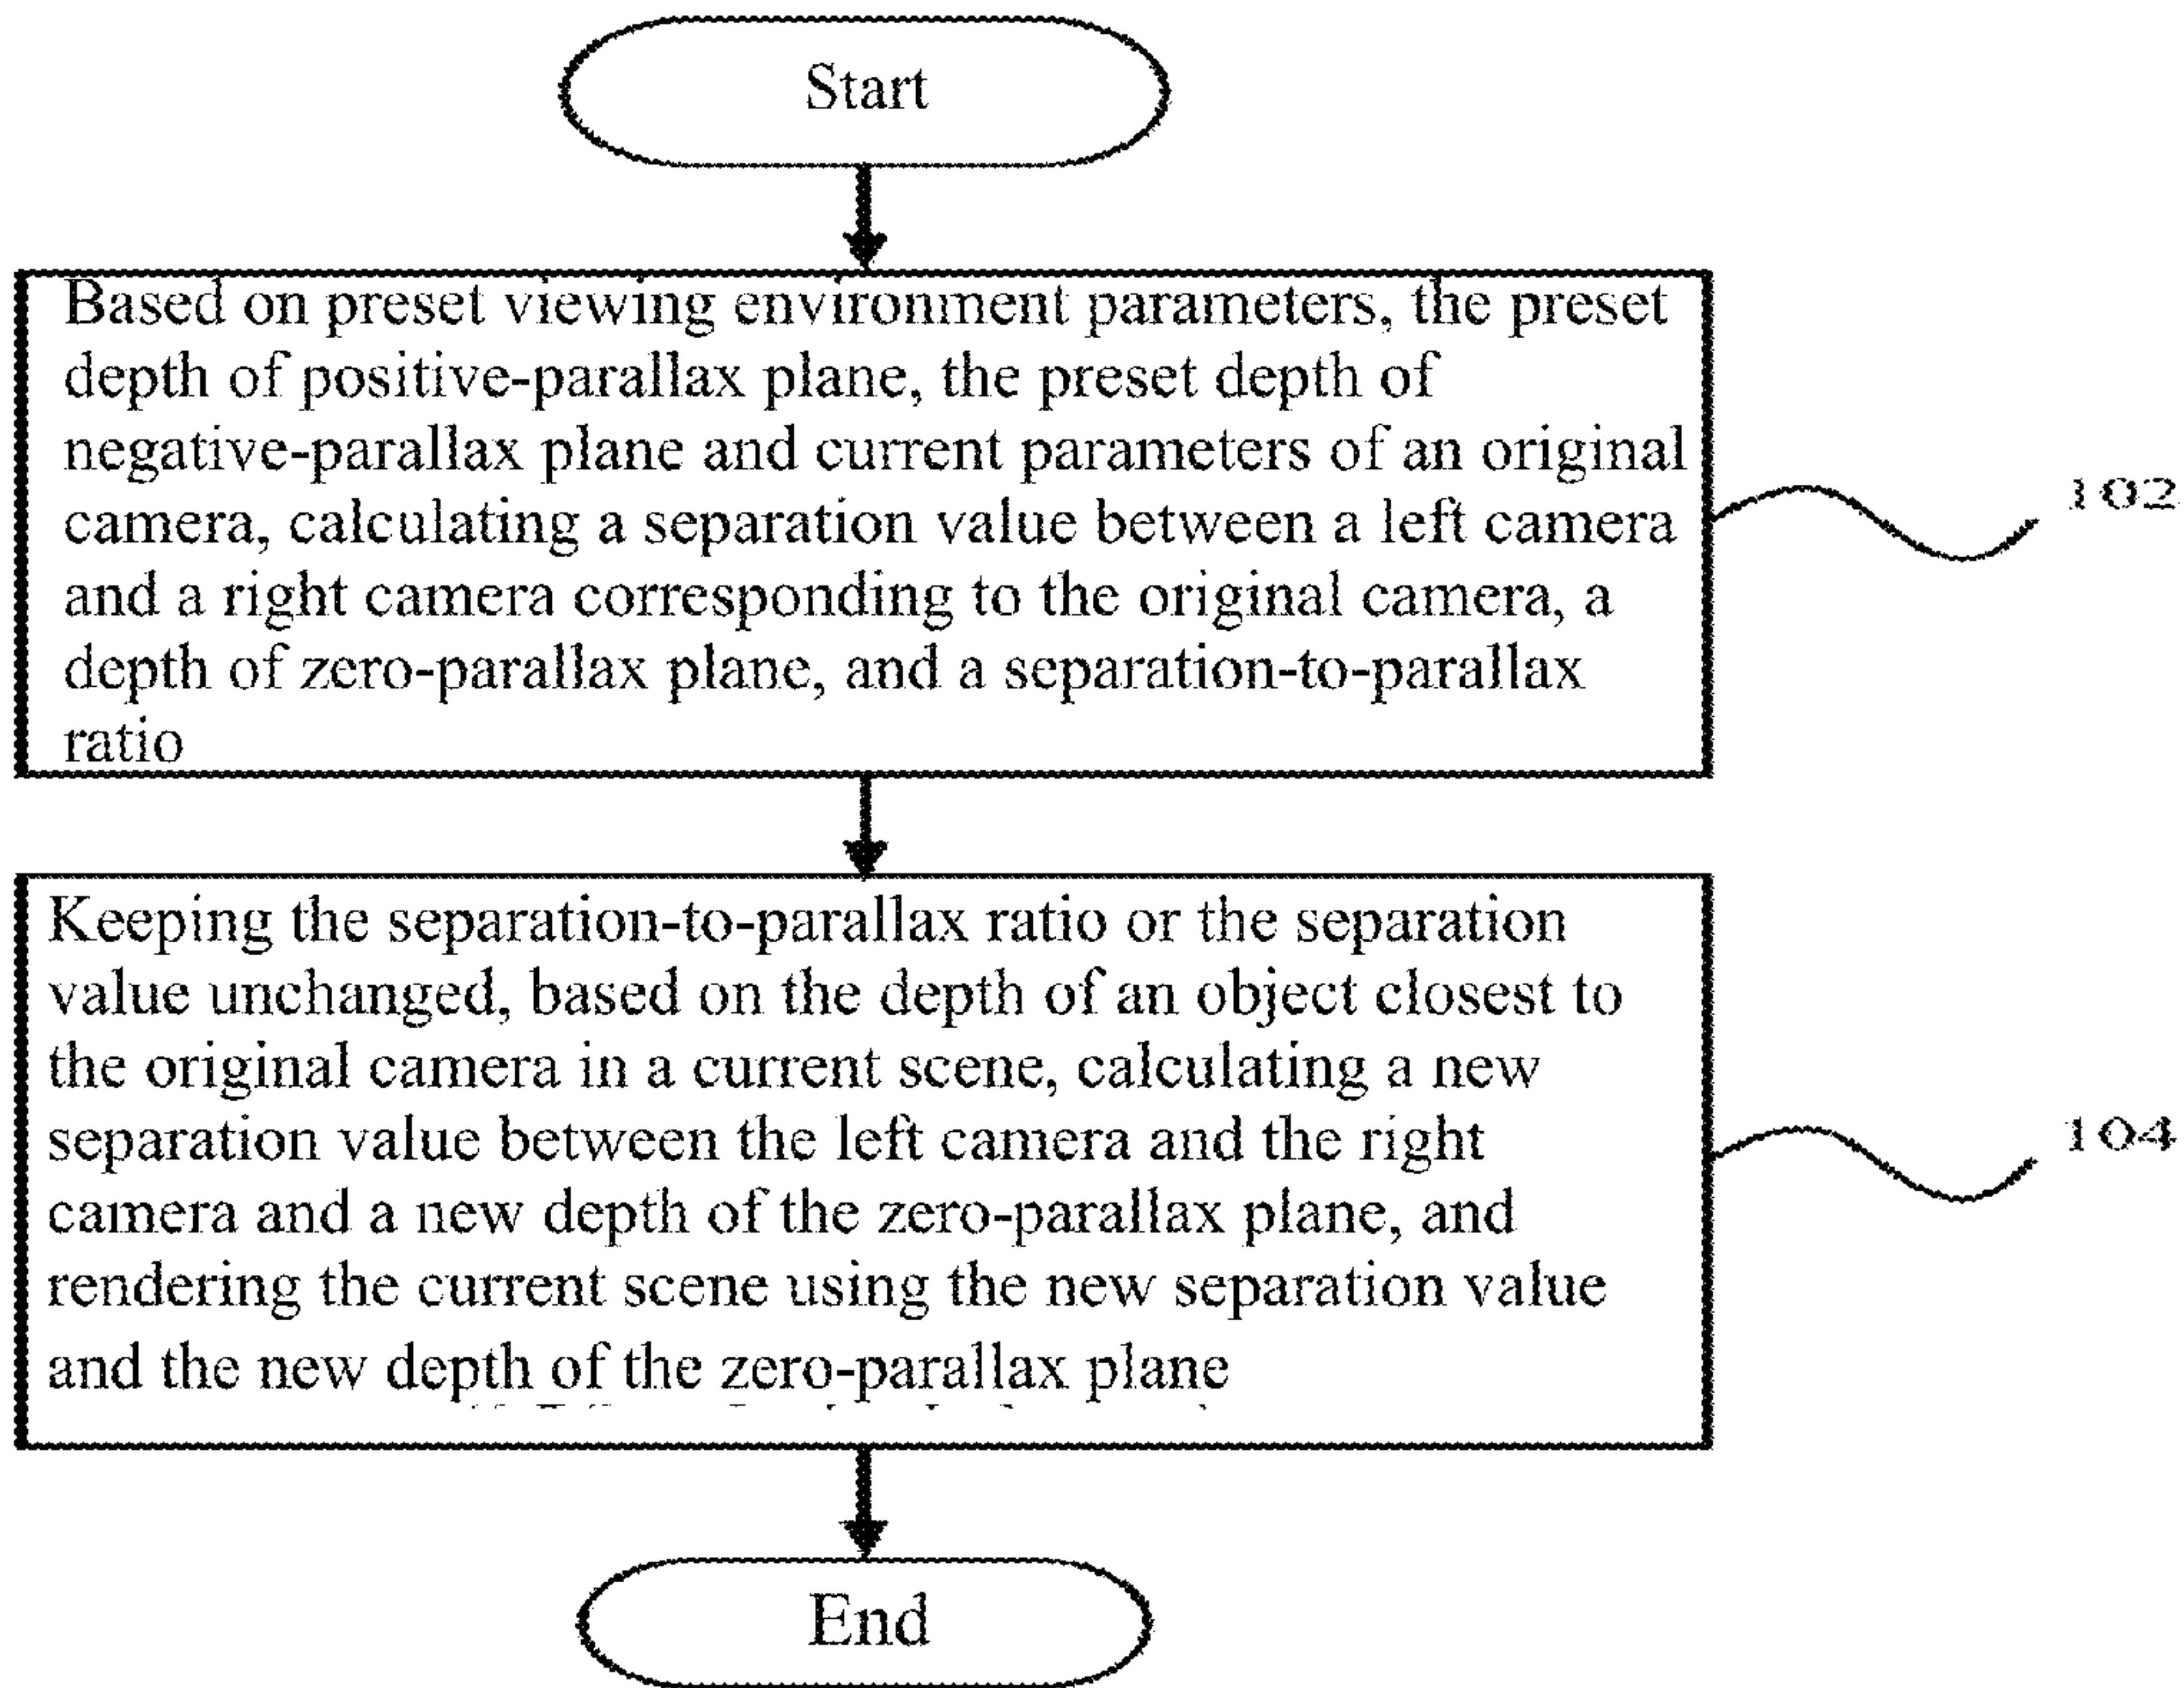 Start
Based on preset viewing environment parameters, the preset
depth of positive-parallax plane, the preset depth of
negative-parallax plane and current parameters of an original
camera, calculating a separation value between a left camera
and a right camera corresponding to the original camera, a
depth of zero-parallax plane, and a separation-to-parallax
ratio
102
Keeping the separation-to-parallax ratio or the separation
value unchanged, based on the depth of an object closest to
the original camera in a current scene, calculating a new
separation value between the left camera and the right
camera and a new depth of the zero-parallax plane, and
rendering the current scene using the new separation value
and the new depth of the zero-parallax plane
104
End